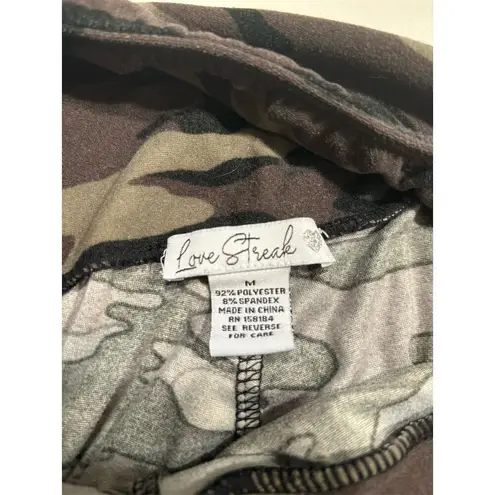 Love Streak
M
92% POLYESTER
8% SPANDEX
MADE IN CHINA
RN 158184
SEE REVERSE
FOR CARE